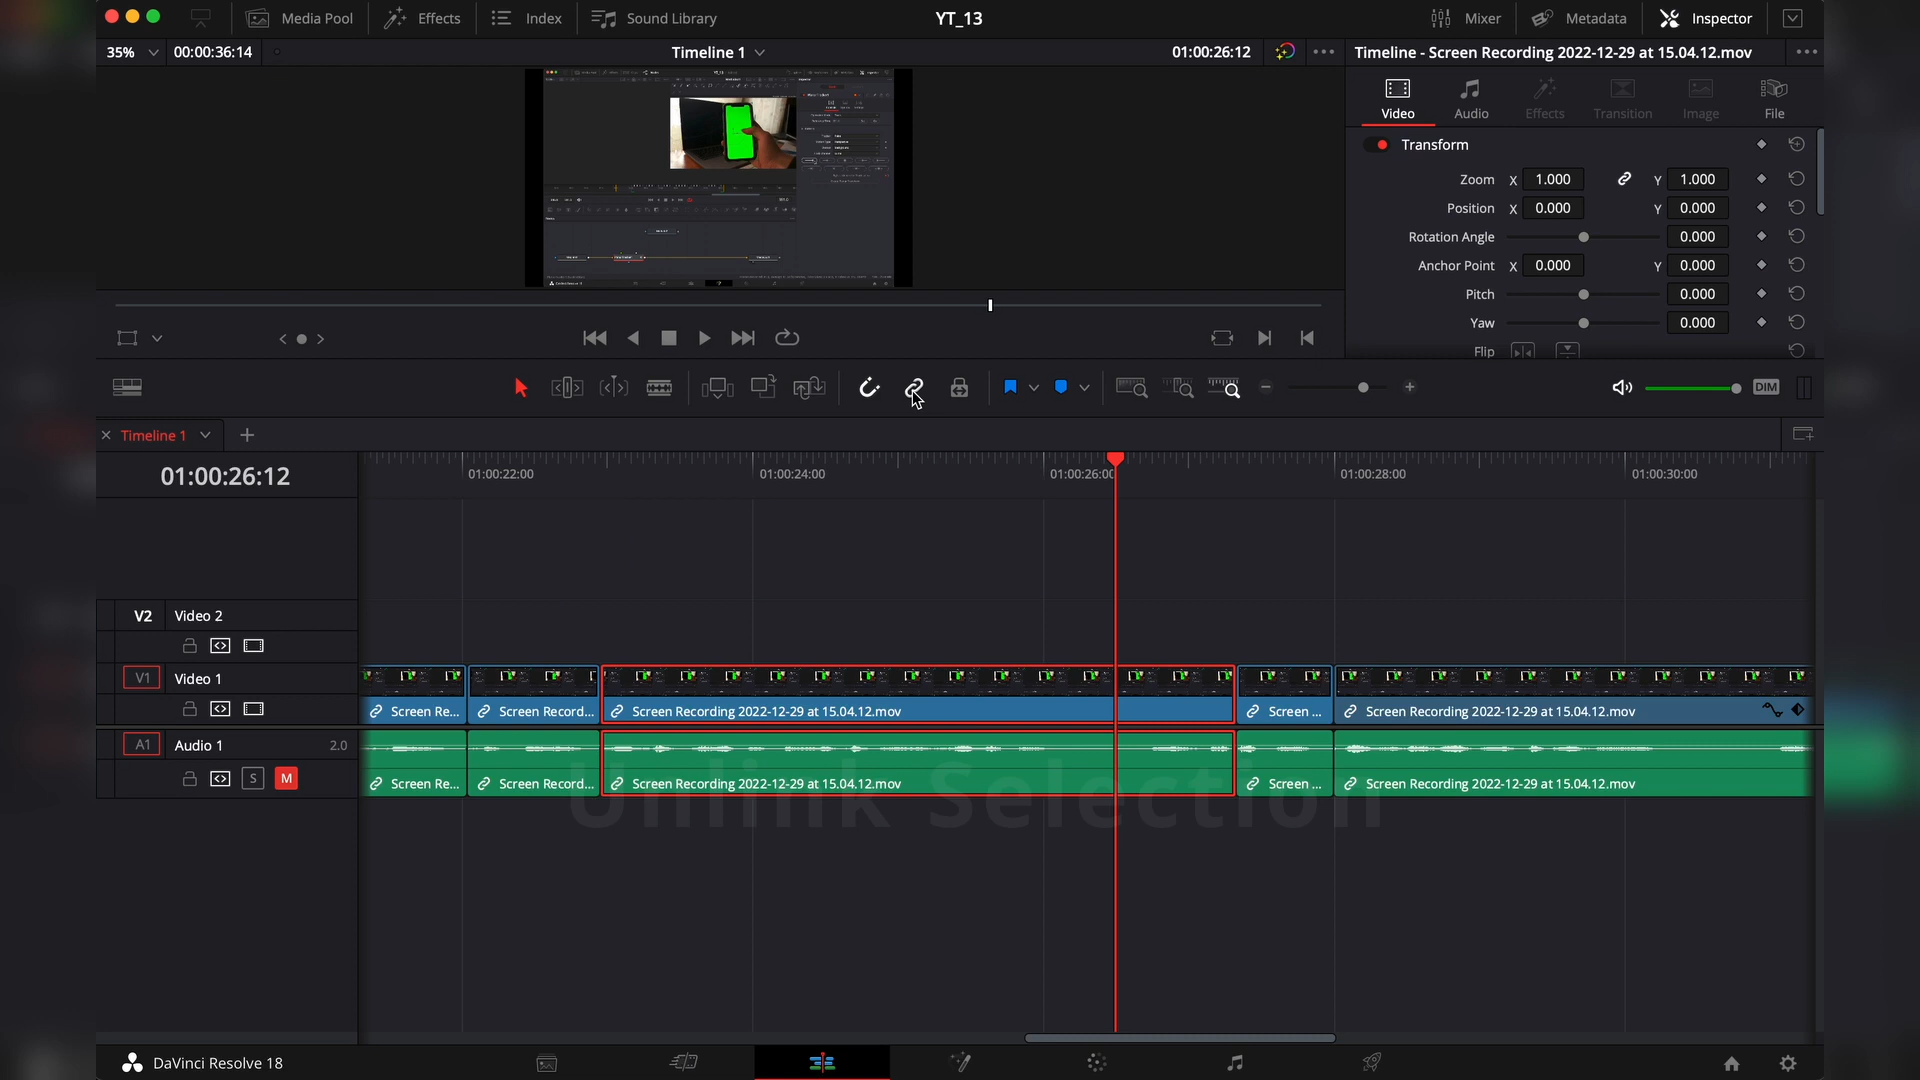 Media Pool Effects Index Sound Library YT_13 Mixer Metadata Inspector
35% 00:00:36:14 Timeline 1 01:00:26:12 Timeline - Screen Recording 2022-12-29 at 15.04.12.mov
Video Audio Effects Transition Image File
Transform
Zoom X 1.000 Y 1.000
Position X 0.000 Y 0.000
Rotation Angle 0.000
Anchor Point X 0.000 Y 0.000
Pitch 0.000
Yaw 0.000
Flip
DIM
Timeline 1
01:00:26:12
01:00:22:00 01:00:24:00 01:00:26:00 01:00:28:00 01:00:30:00
V2 Video 2
V1 Video 1
Screen Re... Screen Record... Screen Recording 2022-12-29 at 15.04.12.mov Screen ... Screen Recording 2022-12-29 at 15.04.12.mov
A1 Audio 1 2.0
S M
Screen Re... Screen Record... Screen Recording 2022-12-29 at 15.04.12.mov Screen ... Screen Recording 2022-12-29 at 15.04.12.mov
Unlink Selection
DaVinci Resolve 18